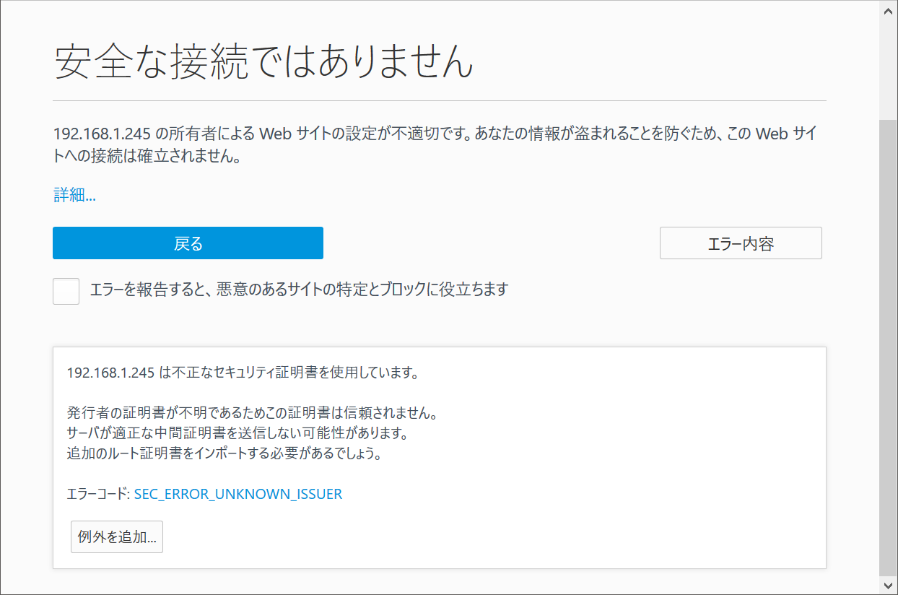 安全な接続ではありません
192.168.1.245 の所有者による Web サイトの設定が不適切です。あなたの情報が盗まれることを防ぐため、この Web サイ
トへの接続は確立されません。
詳細...
戻る
エラー内容
エラーを報告すると、悪意のあるサイトの特定とブロックに役立ちます
192.168.1.245 は不正なセキュリティ証明書を使用しています。
発行者の証明書が不明であるためこの証明書は信頼されません。
サーバが適正な中間証明書を送信しない可能性があります。
追加のルート証明書をインポートする必要があるでしょう。
エラーコード: SEC_ERROR_UNKNOWN_ISSUER
例外を追加...